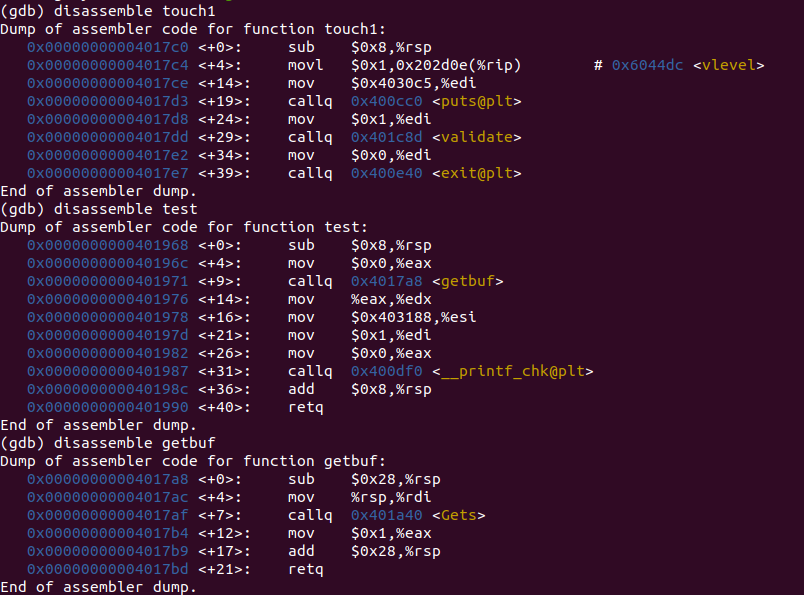 (gdb) disassemble touch1
Dump of assembler code for function touch1:
   0x00000000004017c0 <+0>:     sub    $0x8,%rsp
   0x00000000004017c4 <+4>:     movl   $0x1,0x202d0e(%rip)        # 0x6044dc <vlevel>
   0x00000000004017ce <+14>:    mov    $0x4030c5,%edi
   0x00000000004017d3 <+19>:    callq  0x400cc0 <puts@plt>
   0x00000000004017d8 <+24>:    mov    $0x1,%edi
   0x00000000004017dd <+29>:    callq  0x401c8d <validate>
   0x00000000004017e2 <+34>:    mov    $0x0,%edi
   0x00000000004017e7 <+39>:    callq  0x400e40 <exit@plt>
End of assembler dump.
(gdb) disassemble test
Dump of assembler code for function test:
   0x0000000000401968 <+0>:     sub    $0x8,%rsp
   0x000000000040196c <+4>:     mov    $0x0,%eax
   0x0000000000401971 <+9>:     callq  0x4017a8 <getbuf>
   0x0000000000401976 <+14>:    mov    %eax,%edx
   0x0000000000401978 <+16>:    mov    $0x403188,%esi
   0x000000000040197d <+21>:    mov    $0x1,%edi
   0x0000000000401982 <+26>:    mov    $0x0,%eax
   0x0000000000401987 <+31>:    callq  0x400df0 <__printf_chk@plt>
   0x000000000040198c <+36>:    add    $0x8,%rsp
   0x0000000000401990 <+40>:    retq
End of assembler dump.
(gdb) disassemble getbuf
Dump of assembler code for function getbuf:
   0x00000000004017a8 <+0>:     sub    $0x28,%rsp
   0x00000000004017ac <+4>:     mov    %rsp,%rdi
   0x00000000004017af <+7>:     callq  0x401a40 <Gets>
   0x00000000004017b4 <+12>:    mov    $0x1,%eax
   0x00000000004017b9 <+17>:    add    $0x28,%rsp
   0x00000000004017bd <+21>:    retq
End of assembler dump.